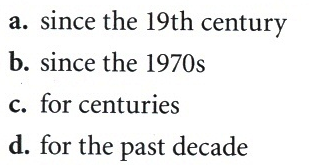 a. since the 19th century
b. since the 1970s
c. for centuries
d. for the past decade